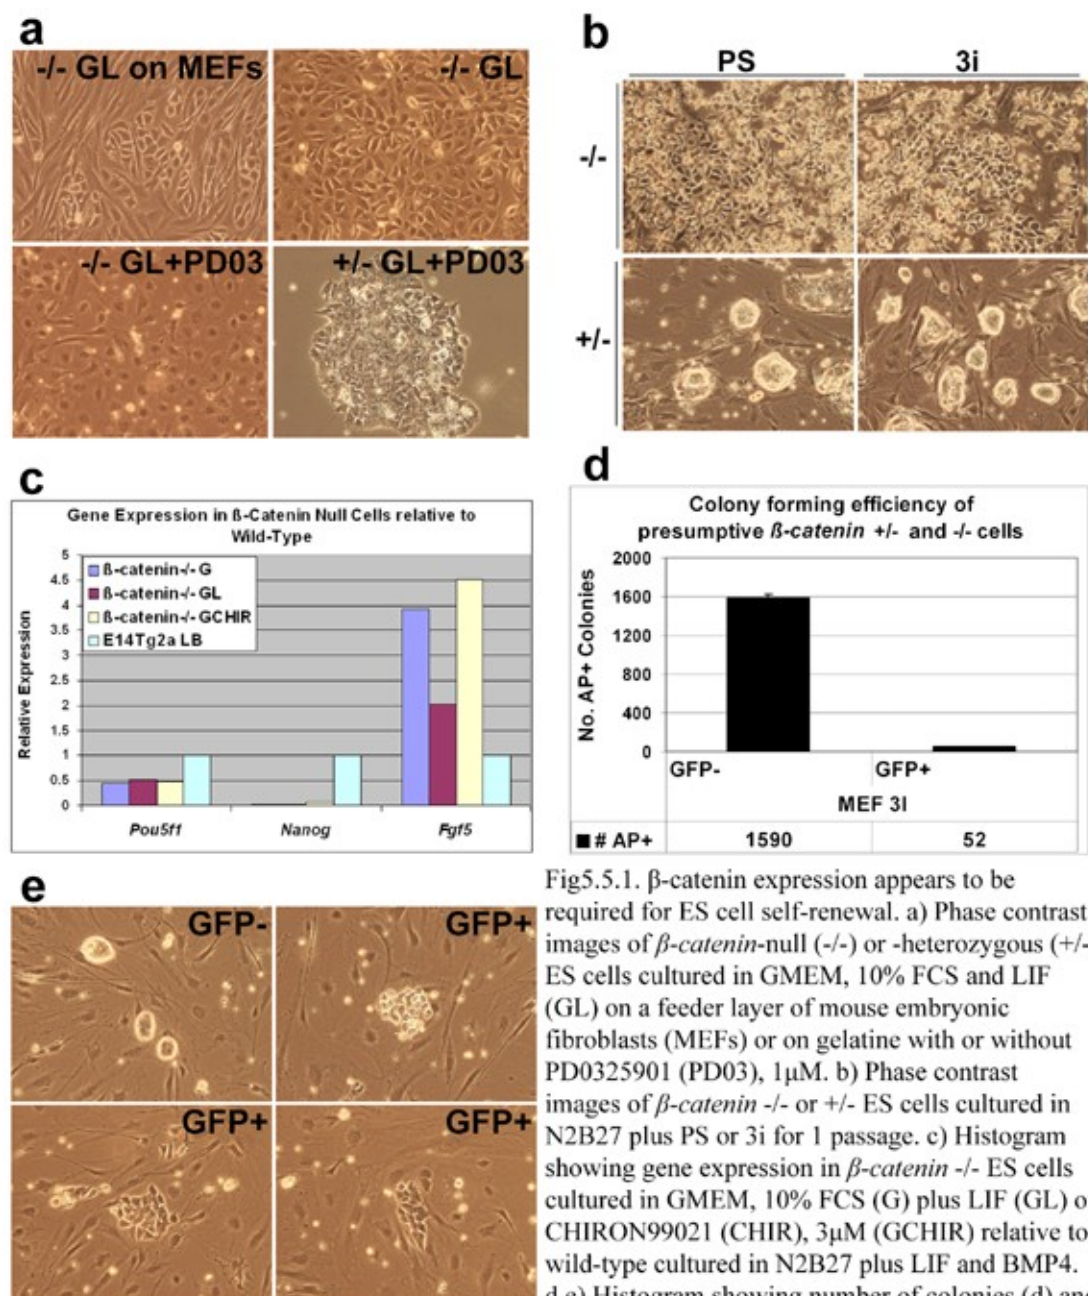 a
-/- GL on MEFs
-/- GL
-/- GL+PD03
+/- GL+PD03
b
PS
3i
-/-
+/-
c
Gene Expression in ß-Catenin Null Cells relative to
Wild-Type
Relative Expression
5
4.5
4
3.5
3
2.5
2
1.5
1
0.5
0
ß-catenin-/- G
ß-catenin-/- GL
ß-catenin-/- GCHIR
E14Tg2a LB
Pou5f1
Nanog
Fgf5
d
Colony forming efficiency of
presumptive ß-catenin +/- and -/- cells
No. AP+ Colonies
2000
1600
1200
800
400
0
GFP-
GFP+
MEF 3I
# AP+
1590
52
e
GFP-
GFP+
GFP+
GFP+
Fig5.5.1. β-catenin expression appears to be
required for ES cell self-renewal. a) Phase contrast
images of β-catenin-null (-/-) or -heterozygous (+/-
ES cells cultured in GMEM, 10% FCS and LIF
(GL) on a feeder layer of mouse embryonic
fibroblasts (MEFs) or on gelatine with or without
PD0325901 (PD03), 1μM. b) Phase contrast
images of β-catenin -/- or +/- ES cells cultured in
N2B27 plus PS or 3i for 1 passage. c) Histogram
showing gene expression in β-catenin -/- ES cells
cultured in GMEM, 10% FCS (G) plus LIF (GL) o
CHIRON99021 (CHIR), 3μM (GCHIR) relative to
wild-type cultured in N2B27 plus LIF and BMP4.
d,e) Histogram showing number of colonies (d) and